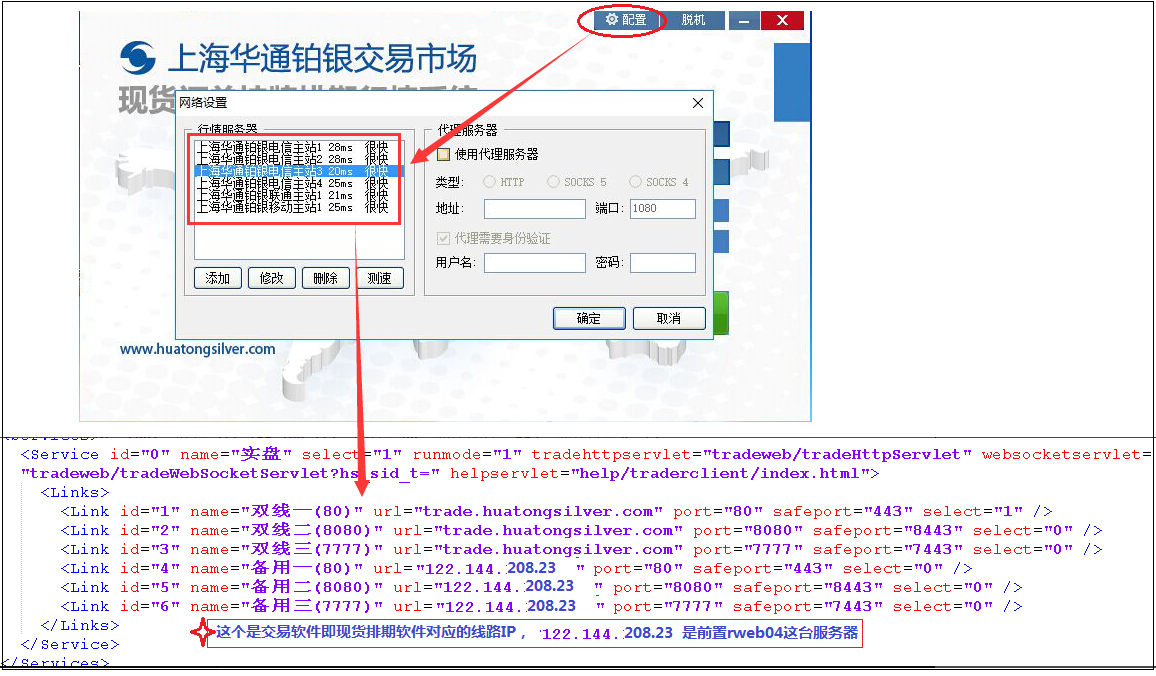 配置
脱机
上海华通铂银交易市场
网络设置
行情服务器
上海华通铂银电信主站1 28ms 很快
上海华通铂银电信主站2 28ms 很快
上海华通铂银电信主站3 20ms 很快
上海华通铂银电信主站4 25ms 很快
上海华通铂银联通主站1 21ms 很快
上海华通铂银移动主站1 25ms 很快
添加
修改
删除
测速
代理服务器
使用代理服务器
类型:
HTTP
SOCKS 5
SOCKS 4
地址:
端口: 1080
代理需要身份验证
用户名:
密码:
确定
取消
www.huatongsilver.com
<Service id="0" name="实盘" select="1" runmode="1" tradehttpservlet="tradeweb/tradeHttpServlet" websocketservlet=
"tradeweb/tradeWebSocketServlet?hs_sid_t=" helpservlet="help/traderclient/index.html">
<Links>
<Link id="1" name="双线一(80)" url="trade.huatongsilver.com" port="80" safeport="443" select="1" />
<Link id="2" name="双线二(8080)" url="trade.huatongsilver.com" port="8080" safeport="8443" select="0" />
<Link id="3" name="双线三(7777)" url="trade.huatongsilver.com" port="7777" safeport="7443" select="0" />
<Link id="4" name="备用一(80)" url="122.144.208.23 " port="80" safeport="443" select="0" />
<Link id="5" name="备用二(8080)" url="122.144.208.23 " port="8080" safeport="8443" select="0" />
<Link id="6" name="备用三(7777)" url="122.144.208.23 " port="7777" safeport="7443" select="0" />
</Links>
这个是交易软件即现货排期软件对应的线路IP， 122.144.208.23 是前置rweb04这台服务器
</Service>
</Services>